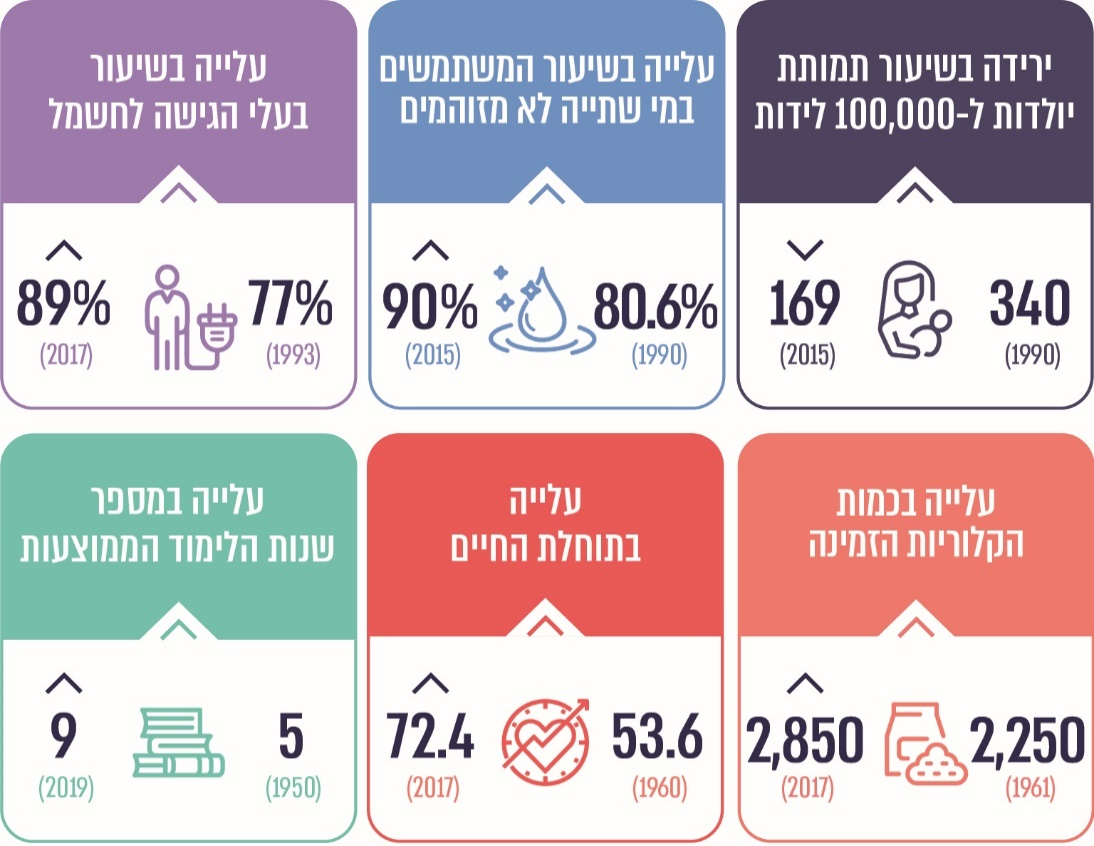 ירידה בשיעור תמותת
יולדות ל-100,000 לידות
340
(1990)
169
(2015)
עלייה בשיעור המשתמשים
במי שתייה לא מזוהמים
80.6%
(1990)
90%
(2015)
עלייה בשיעור
בעלי הגישה לחשמל
77%
(1993)
89%
(2017)
עלייה בכמות
הקלוריות הזמינה
2,250
(1961)
2,850
(2017)
עלייה
בתוחלת החיים
53.6
(1960)
72.4
(2017)
עלייה במספר
שנות הלימוד הממוצעות
5
(1950)
9
(2019)